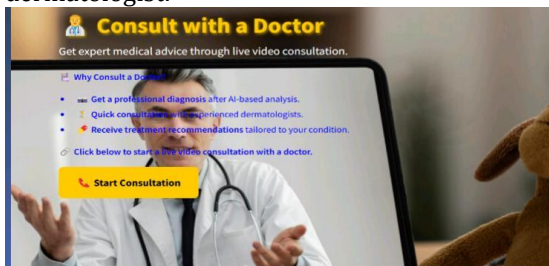 dermatologist.
Consult with a Doctor
Get expert medical advice through live video consultation.
Why Consult a Doctor?
Get a professional diagnosis after AI-based analysis.
Quick consultation with experienced dermatologists.
Receive treatment recommendations tailored to your condition.
Click below to start a live video consultation with a doctor.
Start Consultation